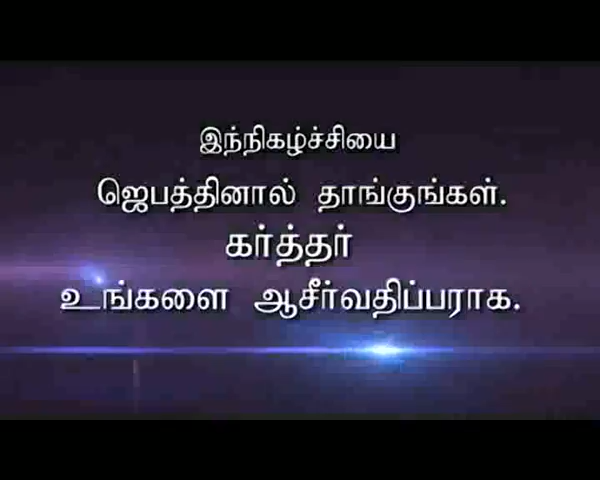 இந்நிகழ்ச்சியை
ஜெபத்தினால் தாங்குங்கள்.
கர்த்தர்
உங்களை ஆசீர்வதிப்பராக.